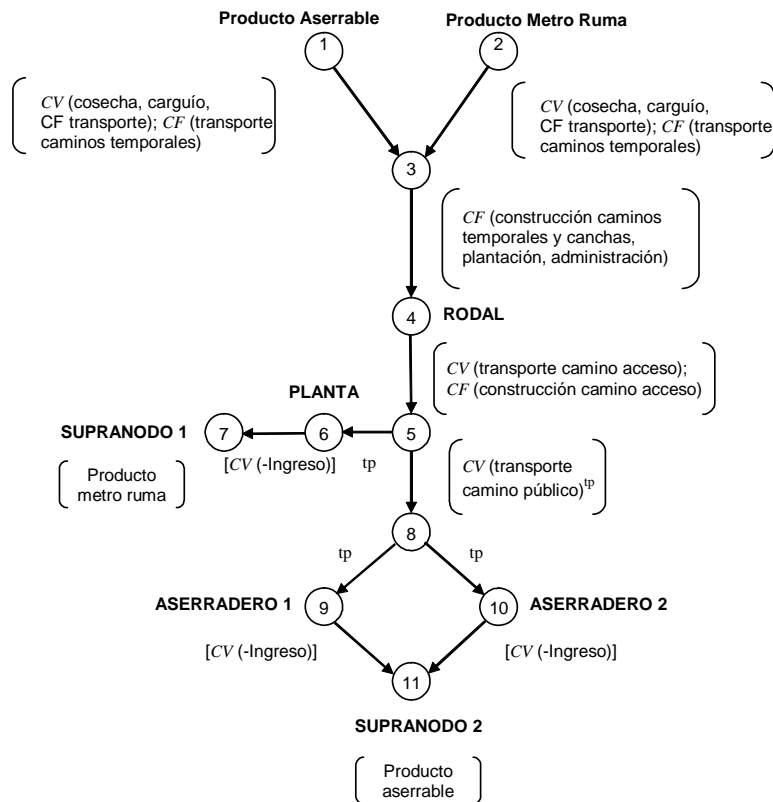 Producto Aserrable
Producto Metro Ruma
1
2
CV (cosecha, carguío,
CF transporte); CF (transporte
caminos temporales)
CV (cosecha, carguío,
CF transporte); CF (transporte
caminos temporales)
3
CF (construcción caminos
temporales y canchas,
plantación, administración)
4
RODAL
CV (transporte camino acceso);
CF (construcción camino acceso)
PLANTA
SUPRANODO 1
7
6
5
[CV (-Ingreso)]
tp
Producto
metro ruma
CV (transporte
camino público)tp
8
tp
tp
ASERRADERO 1
9
10
ASERRADERO 2
[CV (-Ingreso)]
[CV (-Ingreso)]
11
SUPRANODO 2
Producto
aserrable